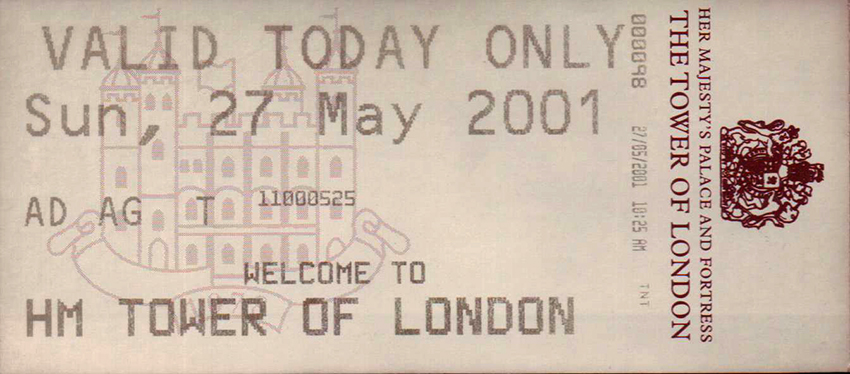 VALID TODAY ONLY
Sun, 27 May 2001
AD AG T 11000525
WELCOME TO
HM TOWER OF LONDON
000098 27/05/2001 10:25 AM TNT
HER MAJESTY'S PALACE AND FORTRESS
THE TOWER OF LONDON